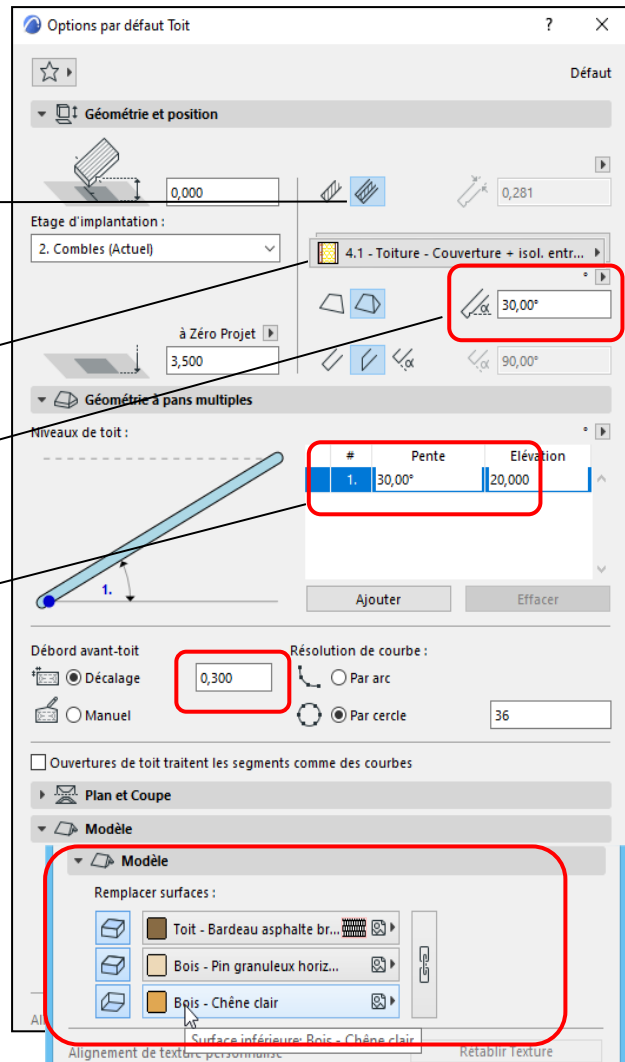 Options par défaut Toit ? ×
Défaut
Géométrie et position
0,000
0,281
Etage d'implantation :
2. Combles (Actuel)
4.1 - Toiture - Couverture + isol. entr...
°
α 30,00°
à Zéro Projet
3,500
α
α 90,00°
Géométrie à pans multiples
Niveaux de toit :
°
# Pente Elévation
1. 30,00° 20,000
1.
Ajouter Effacer
Débord avant-toit
Résolution de courbe :
Décalage 0,300 Par arc
Manuel Par cercle 36
Ouvertures de toit traitent les segments comme des courbes
Plan et Coupe
Modèle
Modèle
Remplacer surfaces :
Toit - Bardeau asphalte br...
Bois - Pin granuleux horiz...
Bois - Chêne clair
Surface inférieure: Bois - Chêne clair
Al
Alignement de texture personnalisé Rétablir Texture